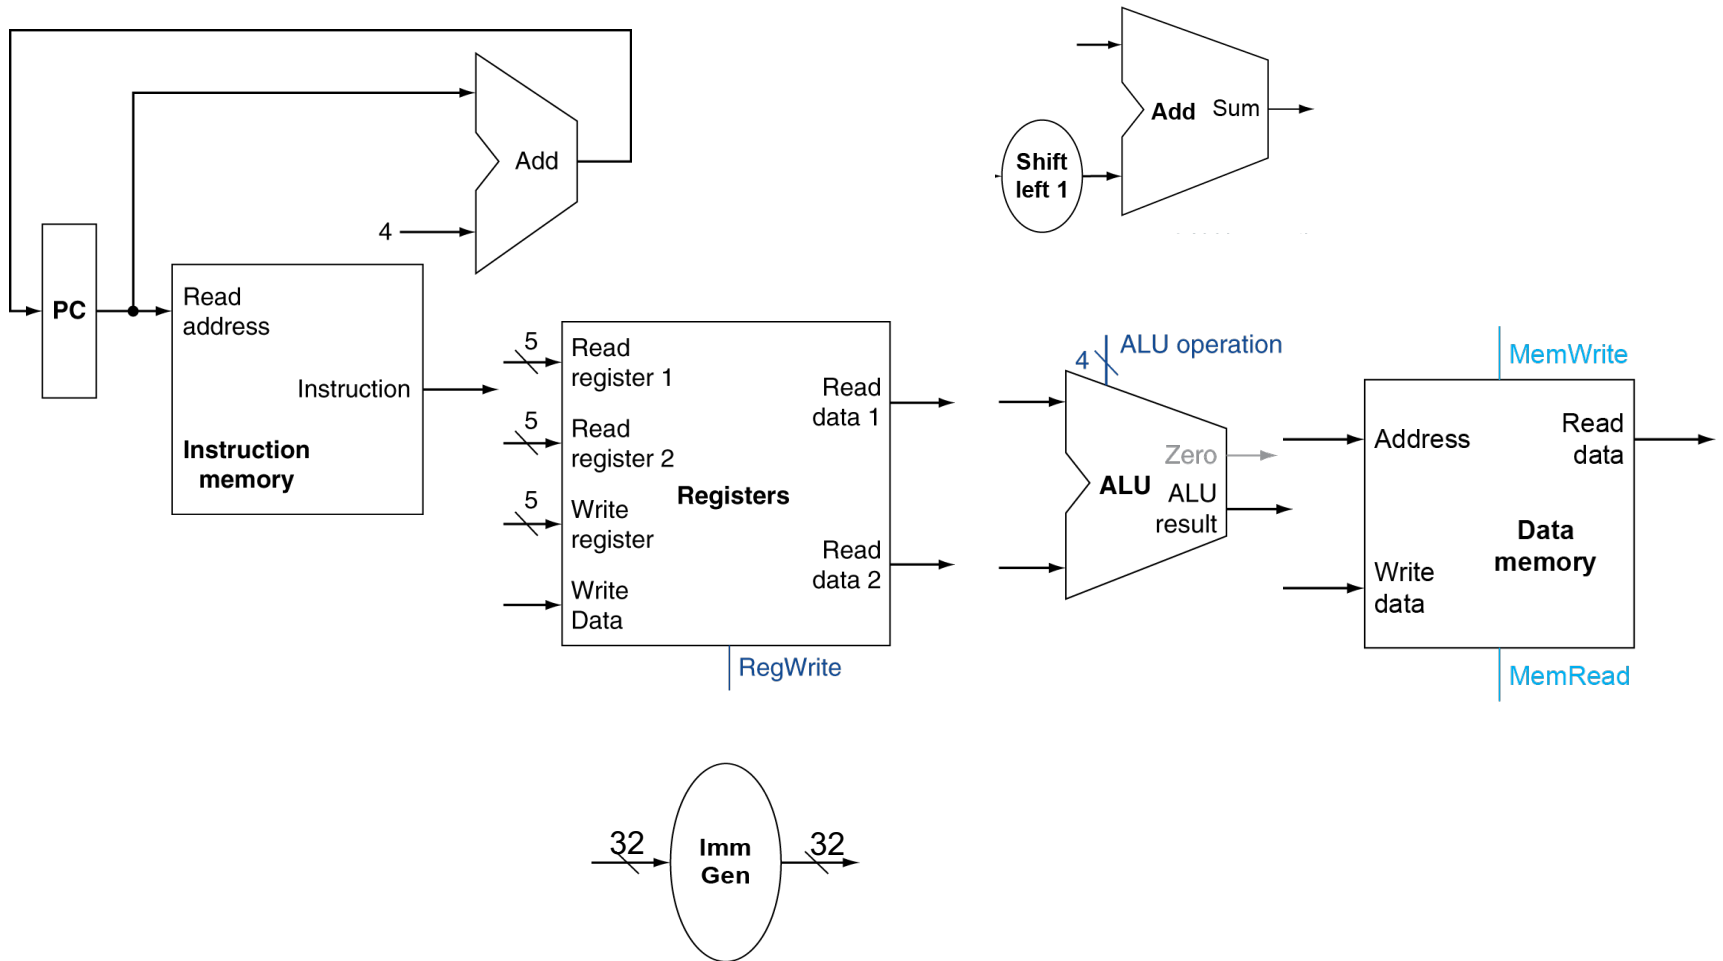 Add
4
PC
Read
address
Instruction
Instruction
memory
Add
Sum
Shift
left 1
5
Read
register 1
5
Read
register 2
5
Write
register
Write
Data
Registers
Read
data 1
Read
data 2
RegWrite
4
ALU operation
Zero
ALU
ALU
result
MemWrite
Address
Read
data
Data
memory
Write
data
MemRead
32
Imm
Gen
32